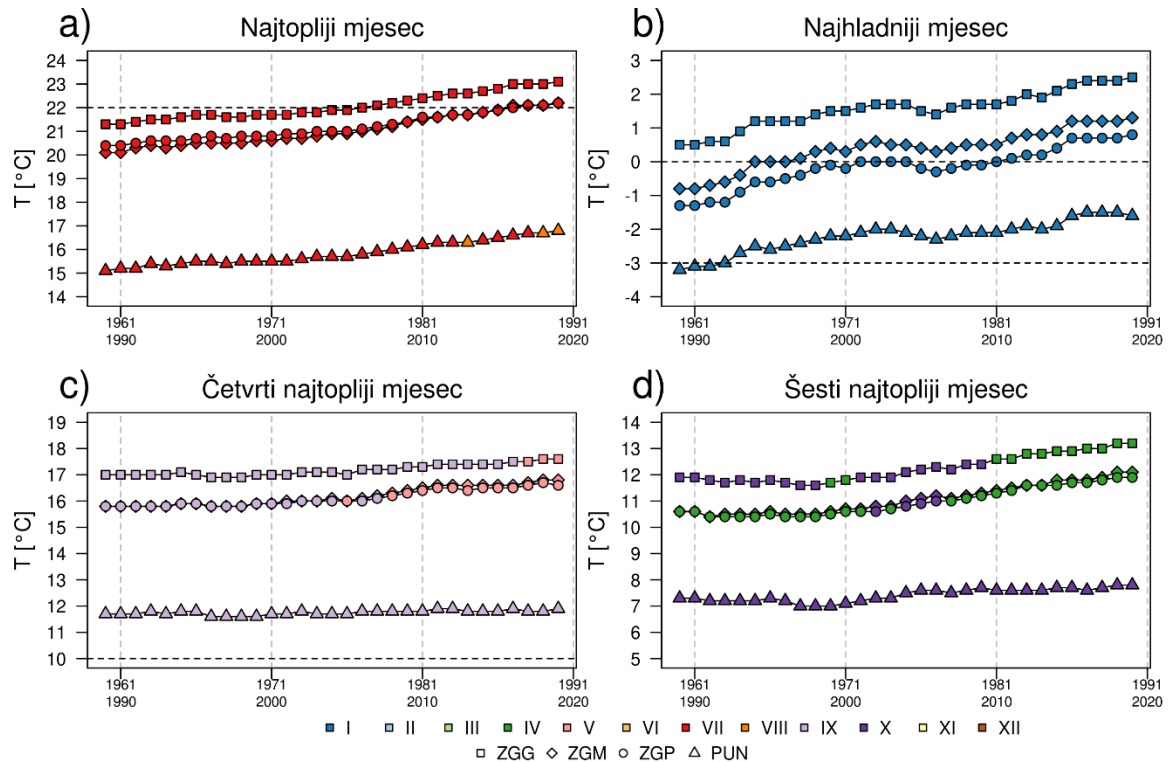 a) Najtopliji mjesec
24
23
22
21
20
19
18
17
16
15
14
T [°C]
1961 1971 1981 1991
1990 2000 2010 2020
b) Najhladniji mjesec
3
2
1
0
-1
-2
-3
-4
T [°C]
1961 1971 1981 1991
1990 2000 2010 2020
c) Četvrti najtopliji mjesec
19
18
17
16
15
14
13
12
11
10
T [°C]
1961 1971 1981 1991
1990 2000 2010 2020
d) Šesti najtopliji mjesec
14
13
12
11
10
9
8
7
6
5
T [°C]
1961 1971 1981 1991
1990 2000 2010 2020
I II III IV V VI VII VIII IX X XI XII
ZGG ZGM ZGP PUN